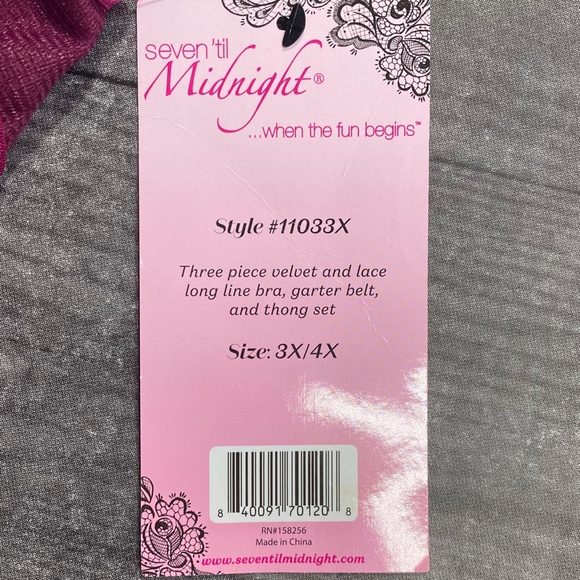 seven 'til
Midnight®
...when the fun begins™
Style #11033X
Three piece velvet and lace
long line bra, garter belt,
and thong set
Size: 3X/4X
8 40091 70120 8
RN#158256
Made in China
www.seventilmidnight.com